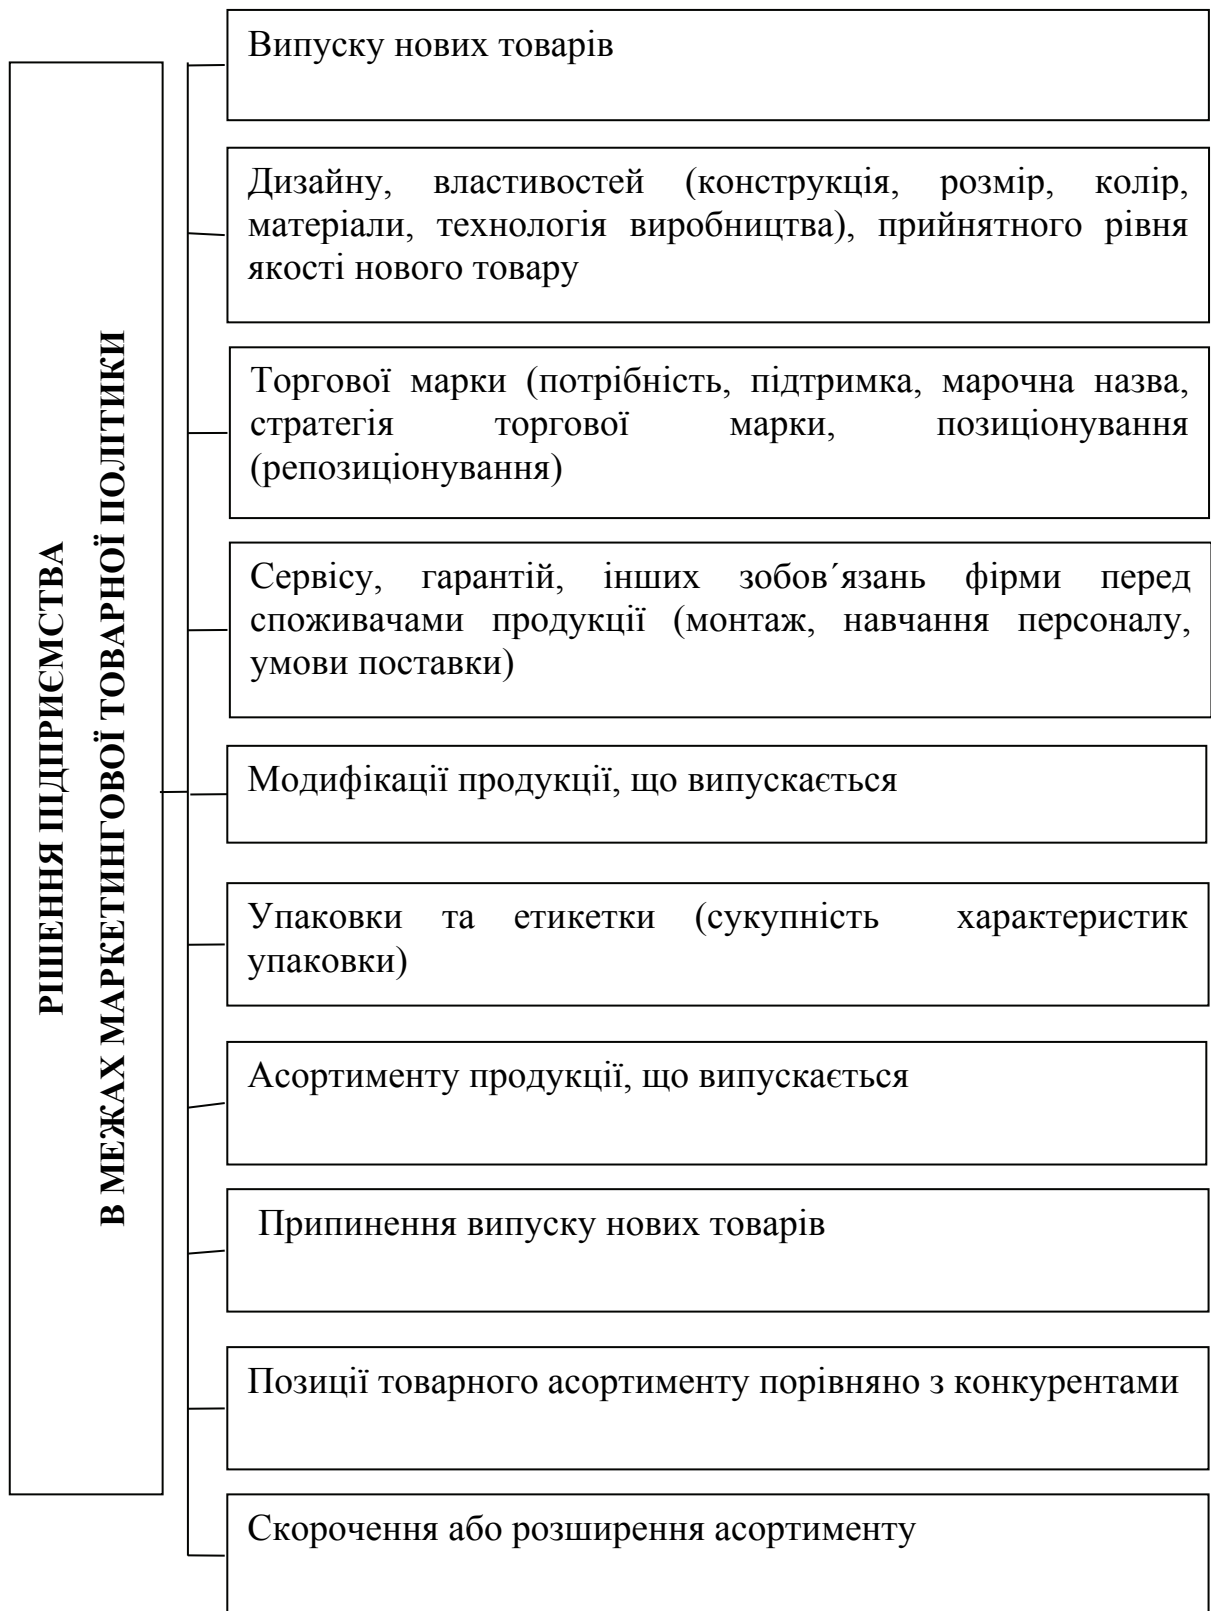 РІШЕННЯ ПІДПРИЄМСТВА
В МЕЖАХ МАРКЕТИНГОВОЇ ТОВАРНОЇ ПОЛІТИКИ
Випуску нових товарів
Дизайну, властивостей (конструкція, розмір, колір,
матеріали, технологія виробництва), прийнятного рівня
якості нового товару
Торгової марки (потрібність, підтримка, марочна назва,
стратегія торгової марки, позиціонування
(репозиціонування)
Сервісу, гарантій, інших зобов´язань фірми перед
споживачами продукції (монтаж, навчання персоналу,
умови поставки)
Модифікації продукції, що випускається
Упаковки та етикетки (сукупність характеристик
упаковки)
Асортименту продукції, що випускається
Припинення випуску нових товарів
Позиції товарного асортименту порівняно з конкурентами
Скорочення або розширення асортименту